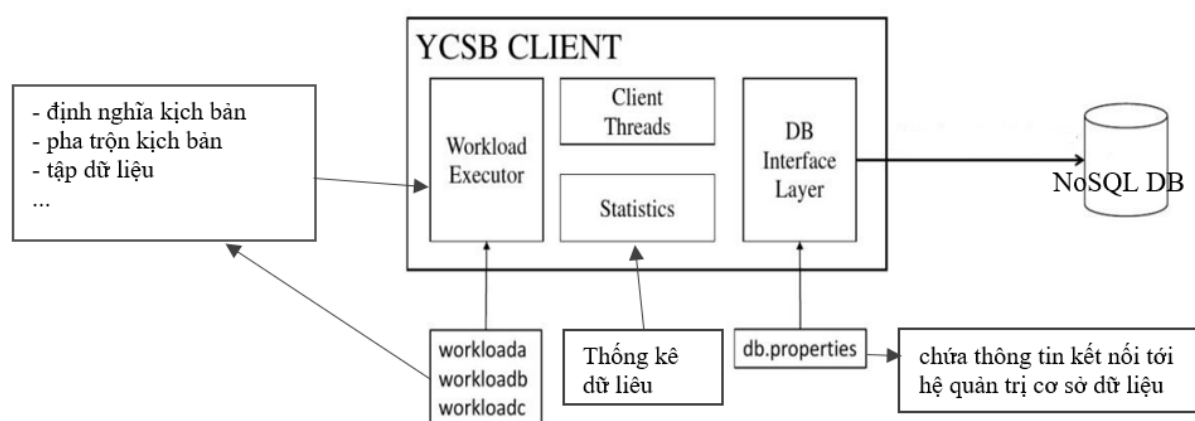 YCSB CLIENT
- định nghĩa kịch bản
- pha trộn kịch bản
- tập dữ liệu
...
Workload
Executor
Client
Threads
Statistics
DB
Interface
Layer
NoSQL DB
workloada
workloadb
workloadc
Thống kê
dữ liêu
db.properties
chứa thông tin kết nối tới
hệ quản trị cơ sở dữ liệu